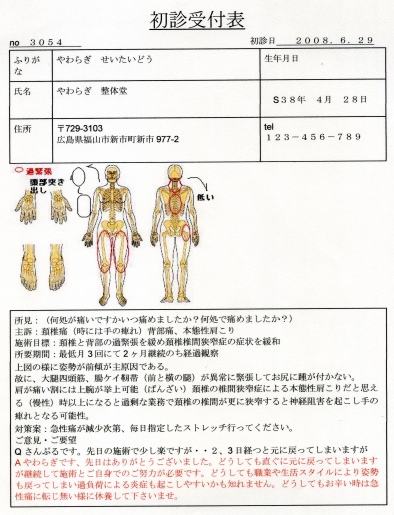 初診受付表
no ３０５４
初診日 ２００８．６．２９
ふりがな
やわらぎ せいたいどう
生年月日
氏名
やわらぎ 整体堂
Ｓ３８年 ４月 ２８日
住所
〒729-3103
広島県福山市新市町新市 977-2
tel
１２３－４５６－７８９
過緊張
頭部突き
出し
低い
所見：（何処が痛いですかいつ痛めましたか？何処で痛めましたか？）
主訴：頚椎痛（時には手の痺れ）背部痛、本態性肩こり
施術目標：頚椎と背部の過緊張を緩め頚椎椎間狭窄症の症状を緩和
所要期間：最低月３回にて２ヶ月継続のち経過観察
上図の様に姿勢が前傾が主原因である。
故に、大腿四頭筋、腸ケイ靭帯（前と横の腿）が異常に緊張してお尻に踵が付かない。
肩が痛い割には上腕が挙上可能（ばんざい）頚椎の椎間狭窄症による本態性肩こりだと思え
る（慢性）時以上になると過剰な業務で頚椎の椎間が更に狭窄すると神経障害を起こし手の
痺れとなる可能性。
対策案：急性痛が減少次第、毎日指定したストレッチ行ってください。
ご意見・ご要望
Q さんぷるです。先日の施術で少し楽ですが・・２、３日経つと元に戻ってしまいますが
A やわらぎです、先日はありがとうございました。どうしても直ぐに元に戻ってしまいます
が継続して施術とご自身でのご努力が必要です。どうしても職業や生活スタイルにより姿勢
も戻ってしまい過負荷による炎症も起こしやすいかも知れません。どうしてもお辛い時は急
性痛に転じ無い様に休養して下さいませ。